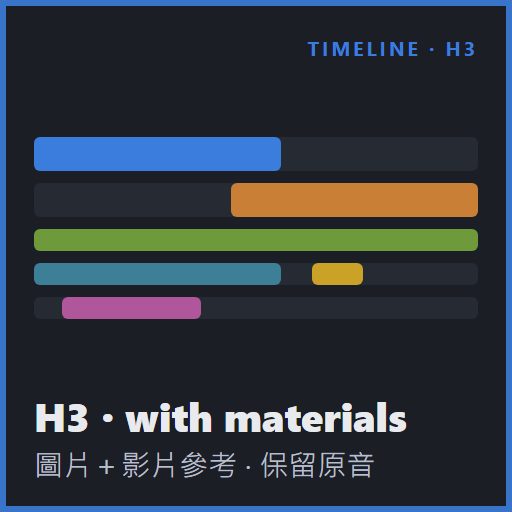 TIMELINE · H3
H3 · with materials
圖片 + 影片參考 · 保留原音